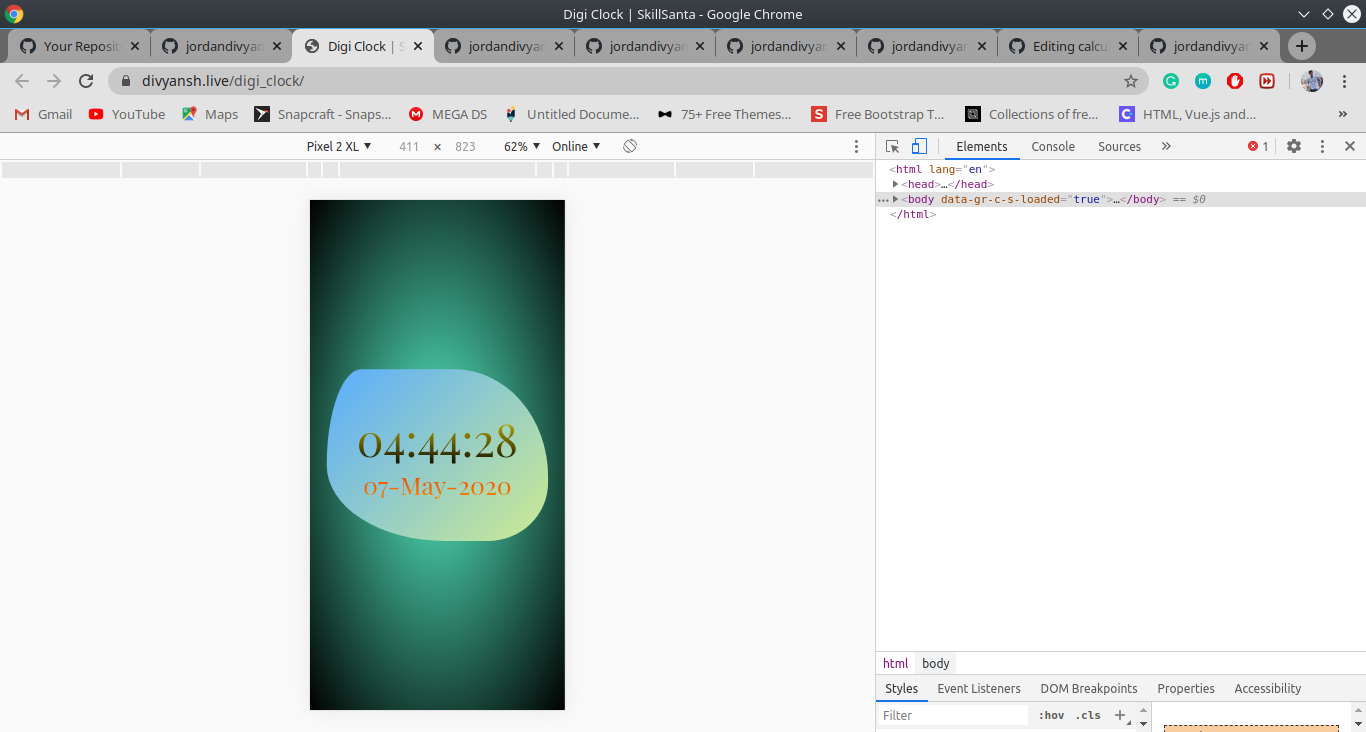 Digi Clock | SkillSanta - Google Chrome
Your Reposit jordandivyan Digi Clock | S jordandivyar jordandivyar jordandivyar jordandivyar Editing calcu jordandivyar
divyansh.live/digi_clock/
Gmail YouTube Maps Snapcraft - Snaps... MEGA DS Untitled Docume... 75+ Free Themes... Free Bootstrap T... Collections of fre... HTML, Vue.js and... »
Pixel 2 XL 411 × 823 62% Online
Elements Console Sources » 1
<html lang="en">
<head>…</head>
<body data-gr-c-s-loaded="true">…</body> == $0
</html>
04:44:28
07-May-2020
html body
Styles Event Listeners DOM Breakpoints Properties Accessibility
Filter :hov .cls +